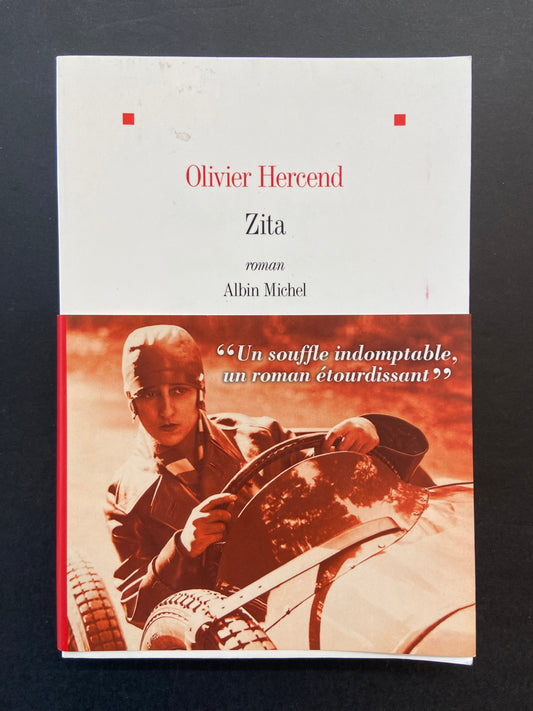 Olivier Hercend
Zita
roman
Albin Michel
“Un souffle indomptable,
un roman étourdissant”